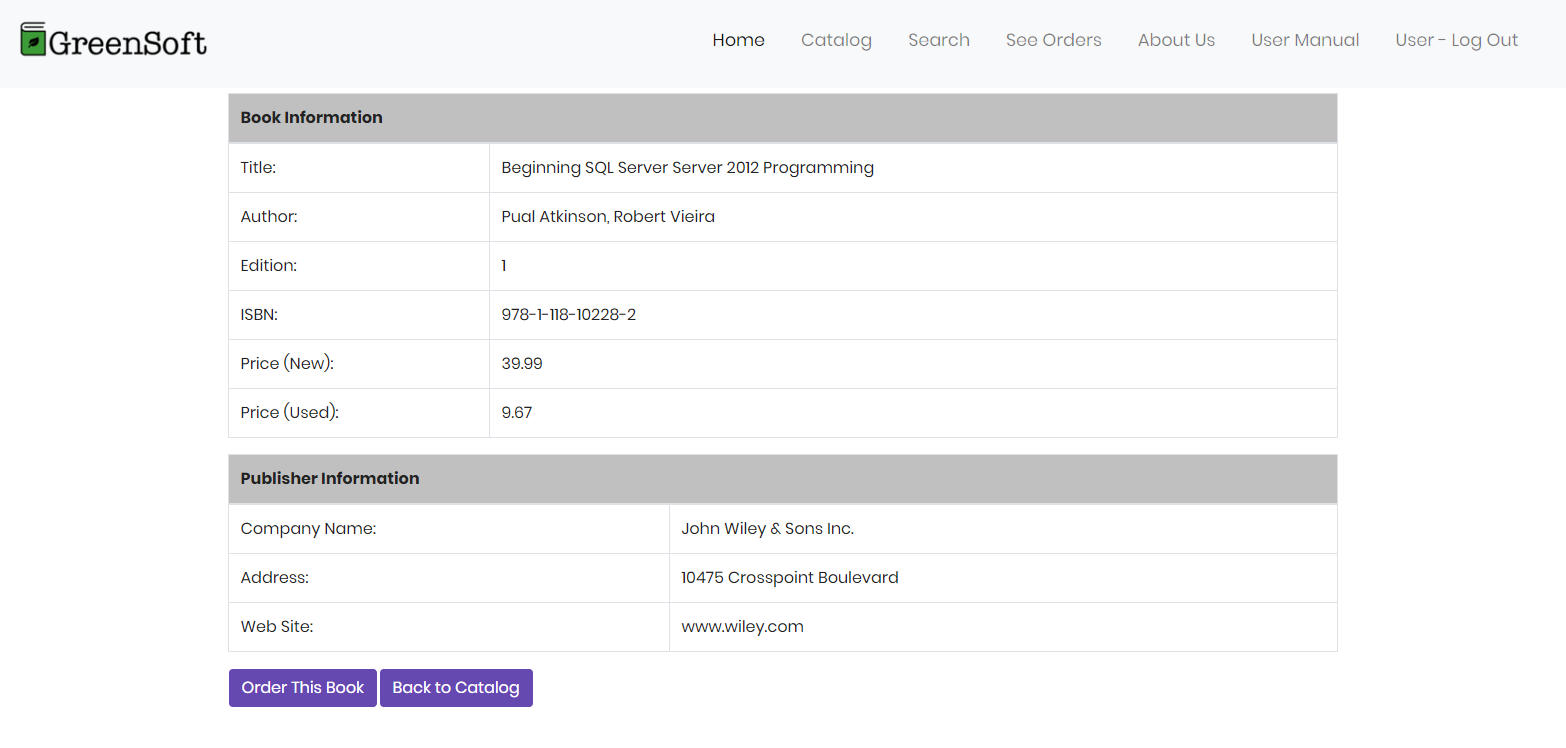 GreenSoft Home Catalog Search See Orders About Us User Manual User - Log Out
Book Information
Title: Beginning SQL Server Server 2012 Programming
Author: Pual Atkinson, Robert Vieira
Edition: 1
ISBN: 978-1-118-10228-2
Price (New): 39.99
Price (Used): 9.67
Publisher Information
Company Name: John Wiley & Sons Inc.
Address: 10475 Crosspoint Boulevard
Web Site: www.wiley.com
Order This Book Back to Catalog